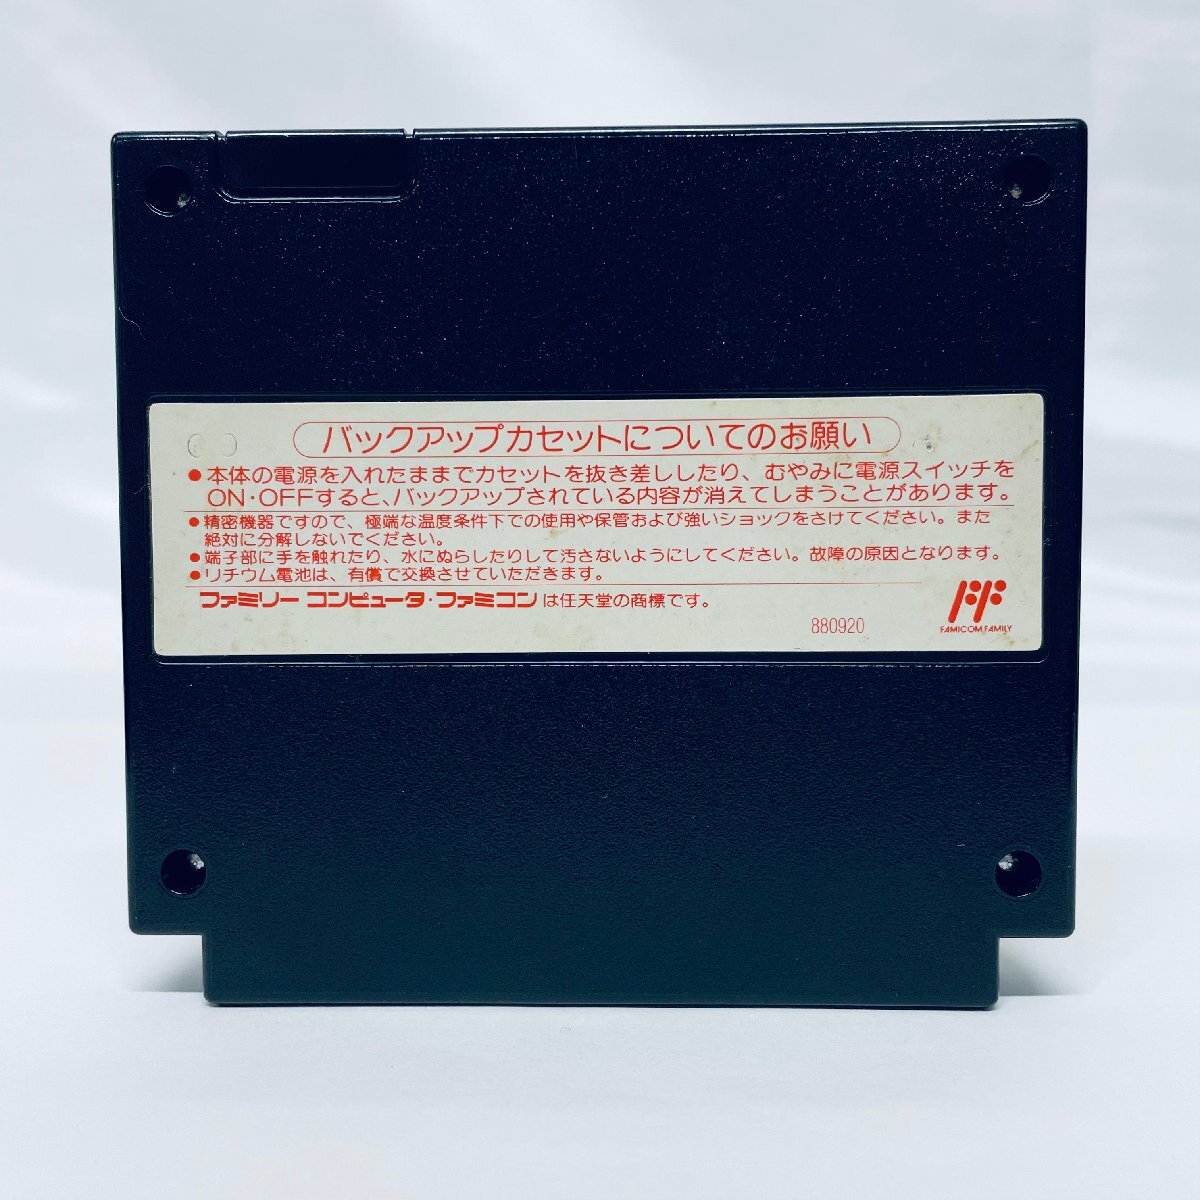 バックアップカセットについてのお願い
●本体の電源を入れたままでカセットを抜き差ししたり、むやみに電源スイッチを
ON・OFFすると、バックアップされている内容が消えてしまうことがあります。
●精密機器ですので、極端な温度条件下での使用や保管および強いショックをさけてください。また
絶対に分解しないでください。
●端子部に手を触れたり、水にぬらしたりして汚さないようにしてください。故障の原因となります。
●リチウム電池は、有償で交換させていただきます。
ファミリーコンピュータ・ファミコンは任天堂の商標です。
880920
FAMICOM FAMILY